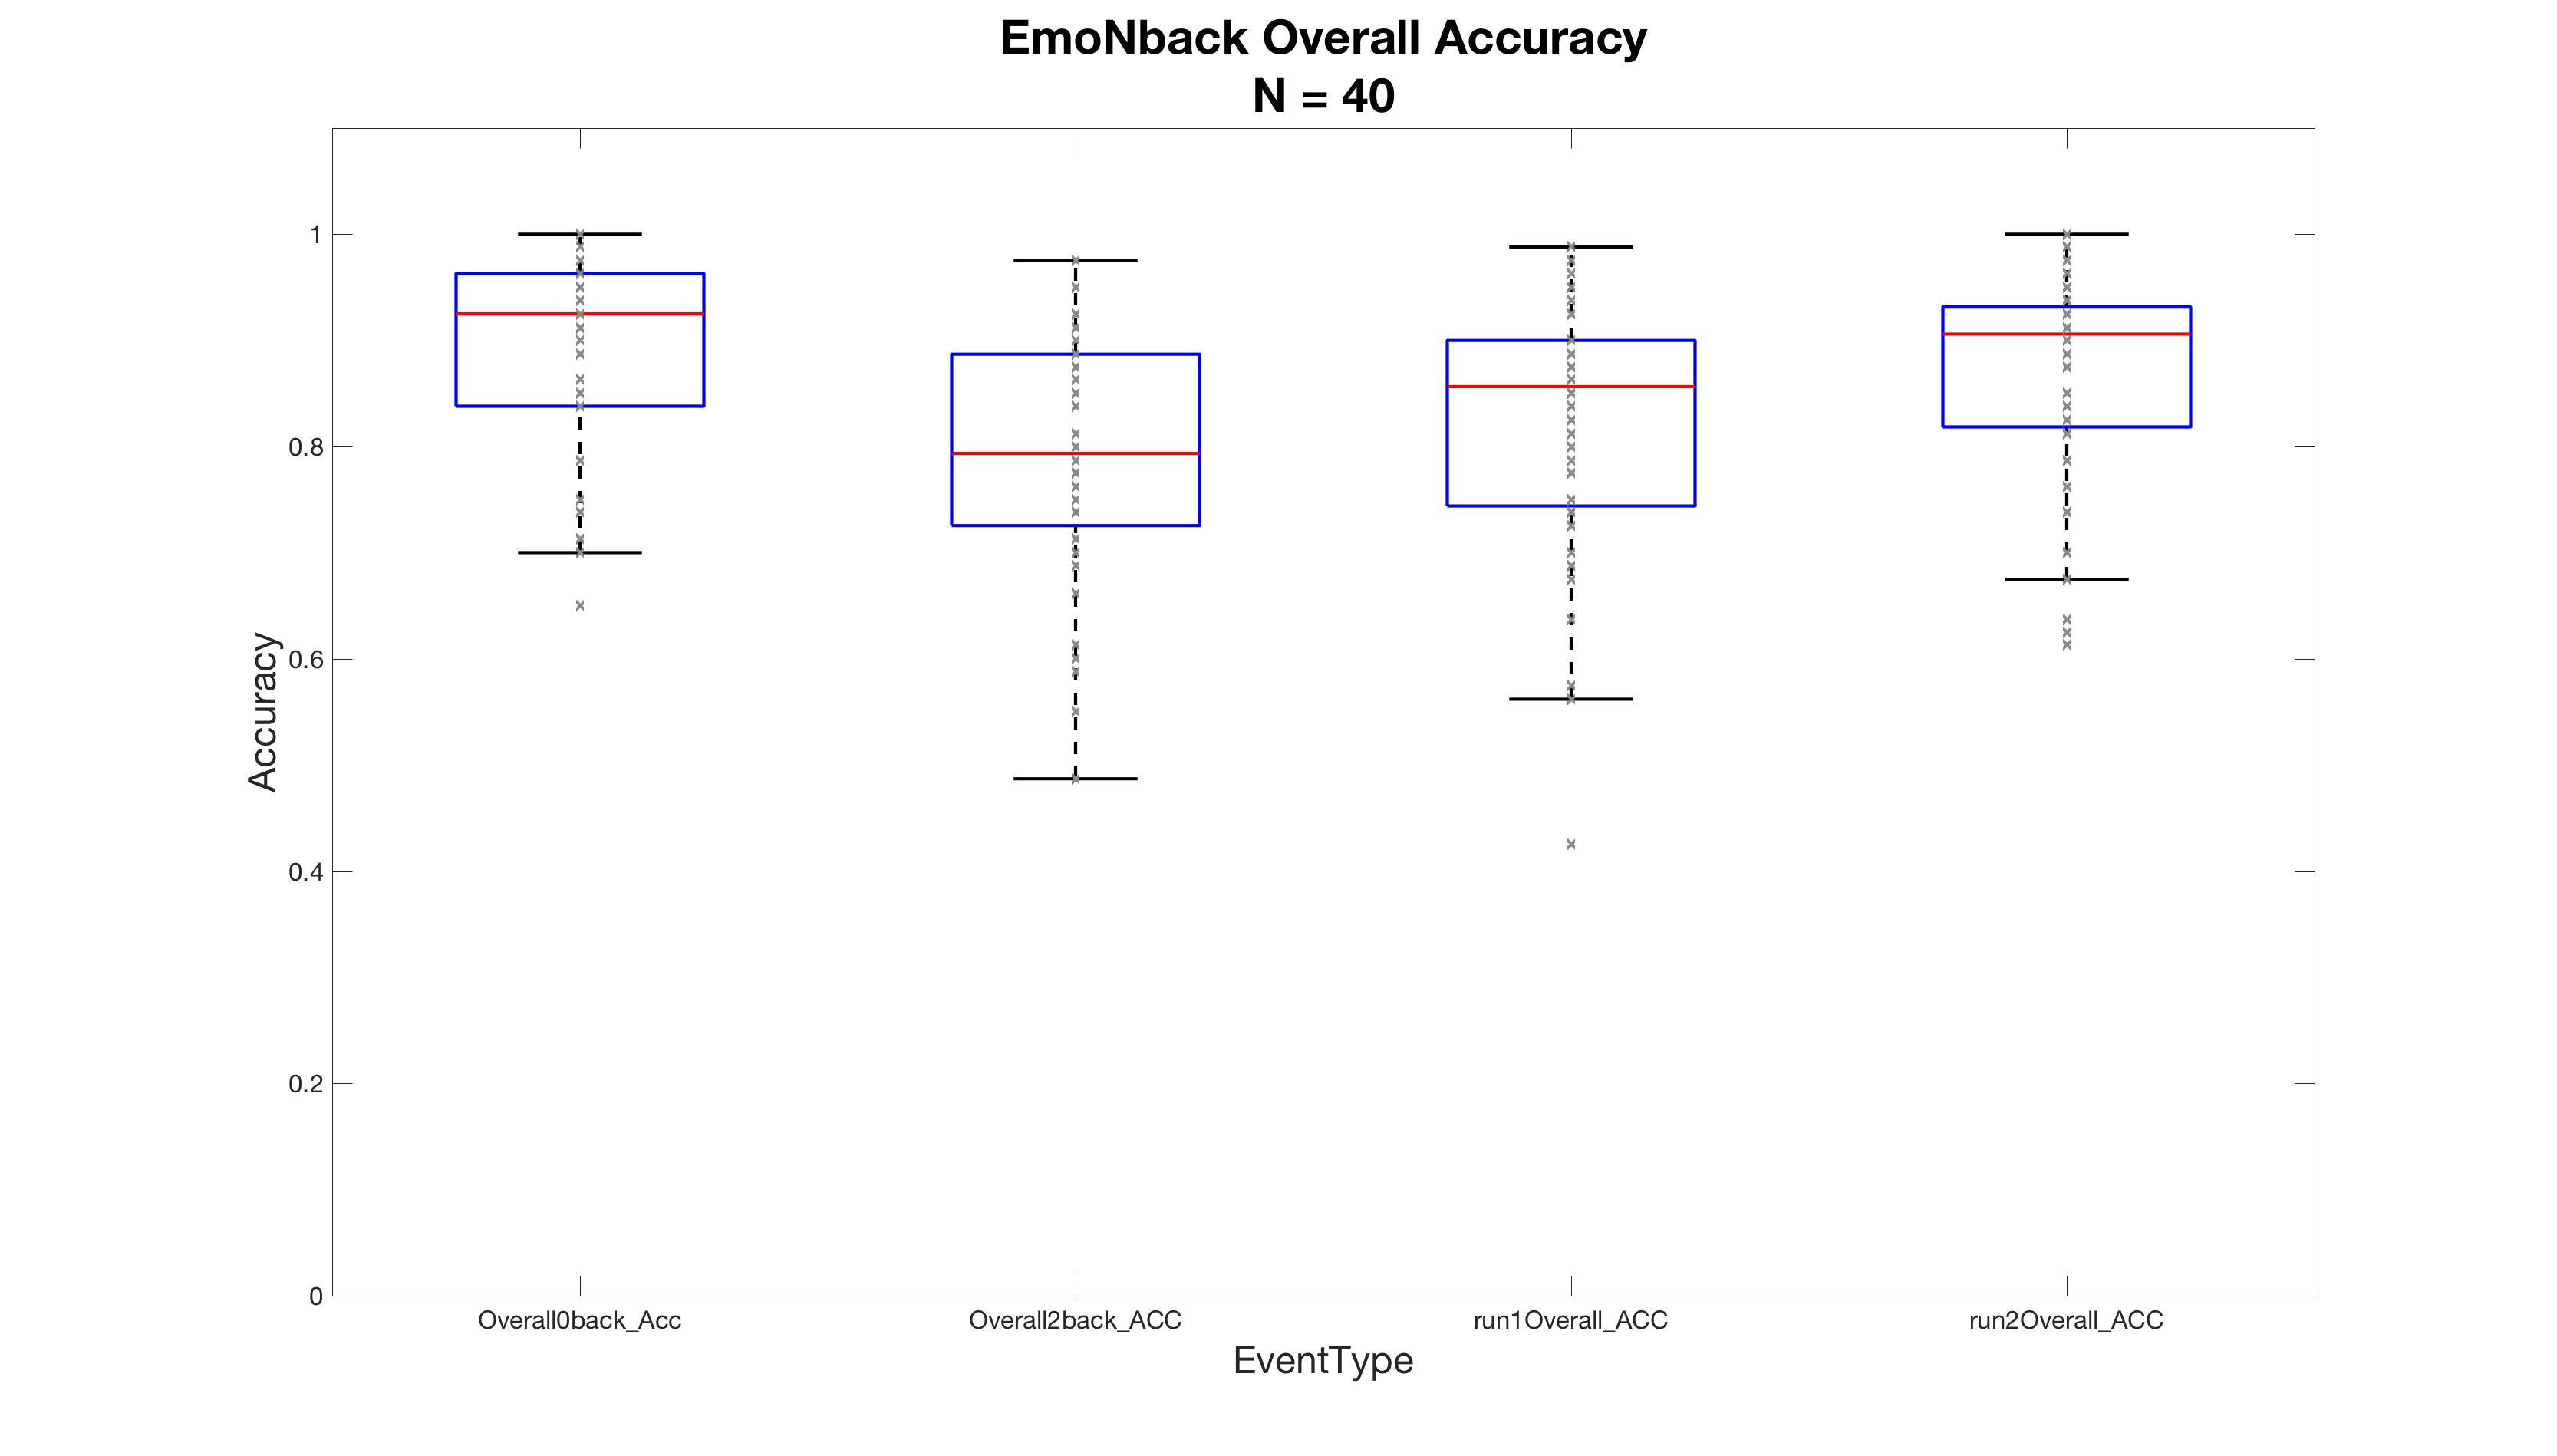 EmoNback Overall Accuracy
N = 40
Accuracy
1
0.8
0.6
0.4
0.2
0
Overall0back_Acc
Overall2back_ACC
run1Overall_ACC
run2Overall_ACC
EventType